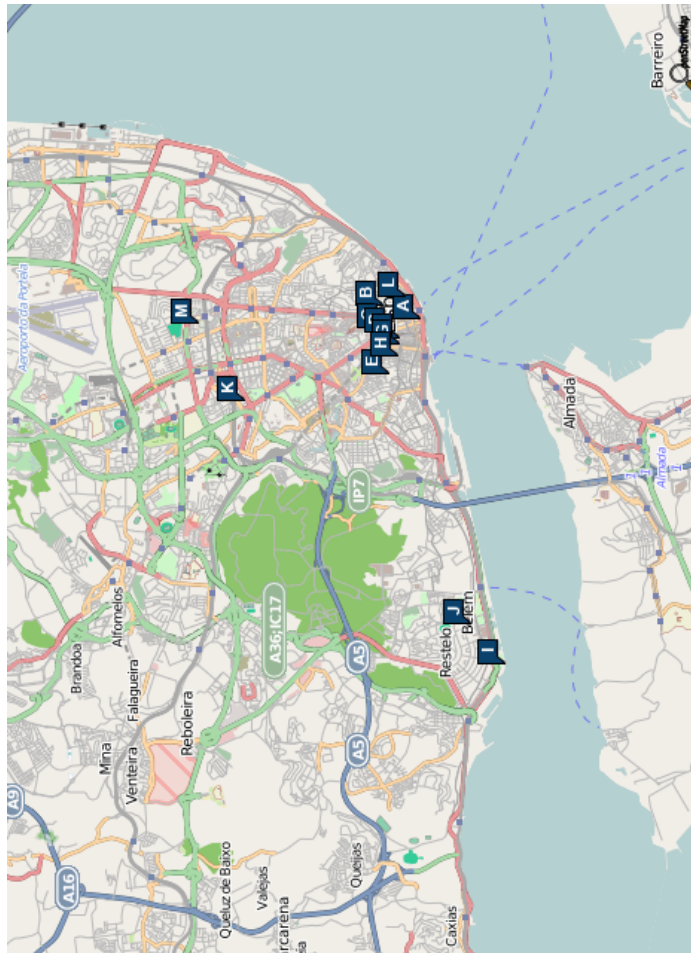 Aeroporto da Portela
Barreiro
M
K
B
L
A
G
H
E
Almada
Almada
IP7
A36;IC17
A5
A5
J
I
Restelo
Belém
Alfornelos
Brandoa
Falagueira
Mina
Venteira
Reboleira
A9
A16
Queluz de Baixo
Valejas
Queijas
Caxias